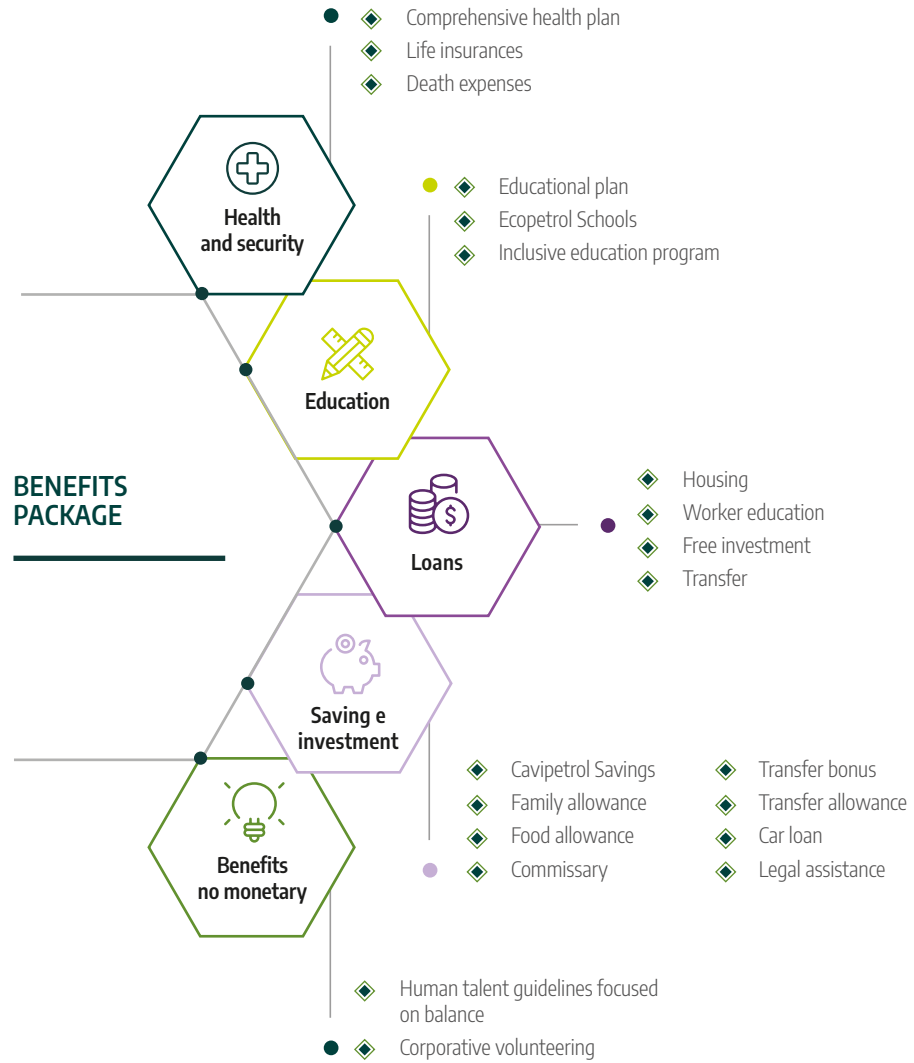 Comprehensive health plan
Life insurances
Death expenses
Health
and security
Educational plan
Ecopetrol Schools
Inclusive education program
Education
BENEFITS
PACKAGE
$
Loans
Housing
Worker education
Free investment
Transfer
Saving e
investment
Cavipetrol Savings
Family allowance
Food allowance
Commissary
Transfer bonus
Transfer allowance
Car loan
Legal assistance
Benefits
no monetary
Human talent guidelines focused
on balance
Corporative volunteering